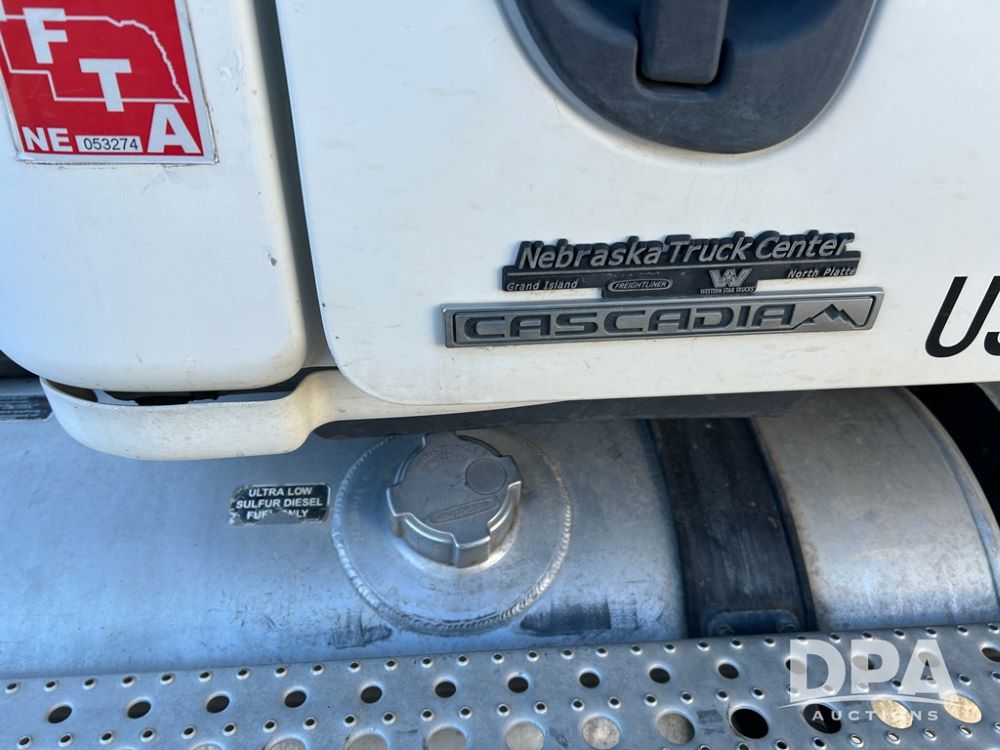 F
T
A
NE 053274
Nebraska Truck Center
Grand Island FREIGHTLINER WESTERN STAR TRUCKS North Platte
CASCADIA
US
ULTRA LOW
SULFUR DIESEL
FUEL ONLY
DPA
AUCTIONS